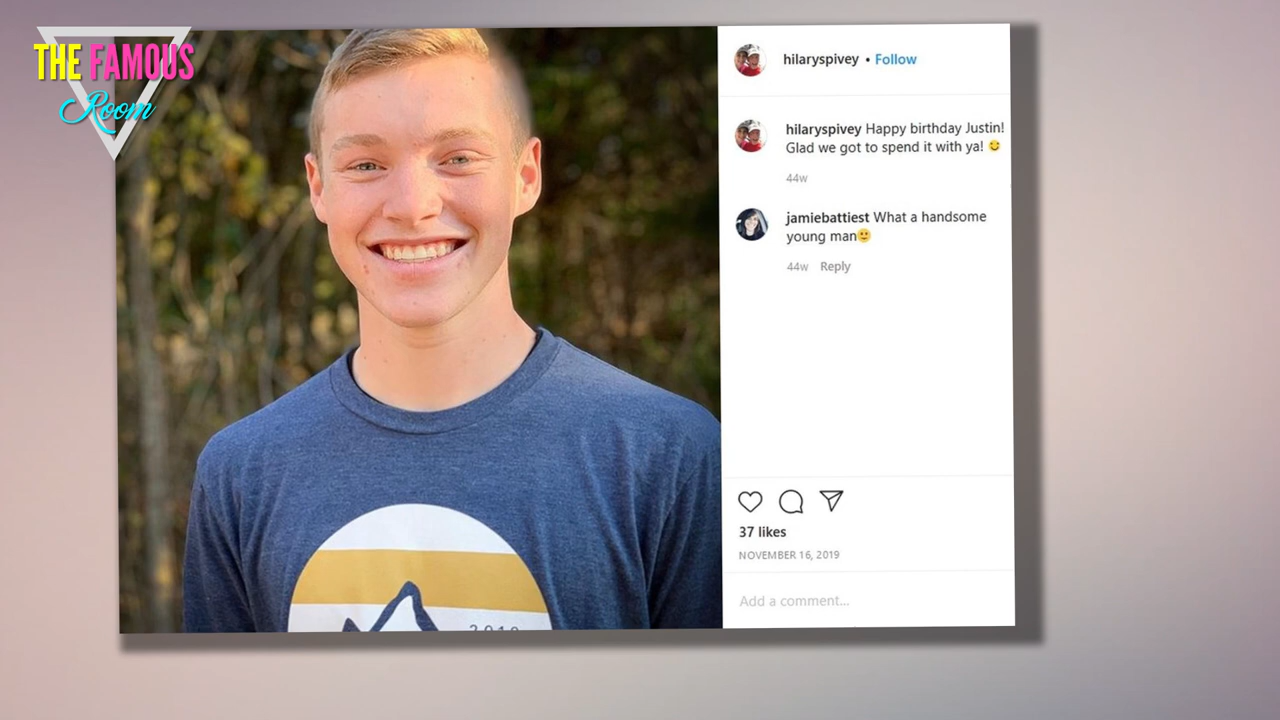 THE FAMOUS
Room
hilaryspivey • Follow
hilaryspivey Happy birthday Justin!
Glad we got to spend it with ya! 😃
44w
jamiebattiest What a handsome
young man🙂
44w Reply
37 likes
NOVEMBER 16, 2019
Add a comment...
2019